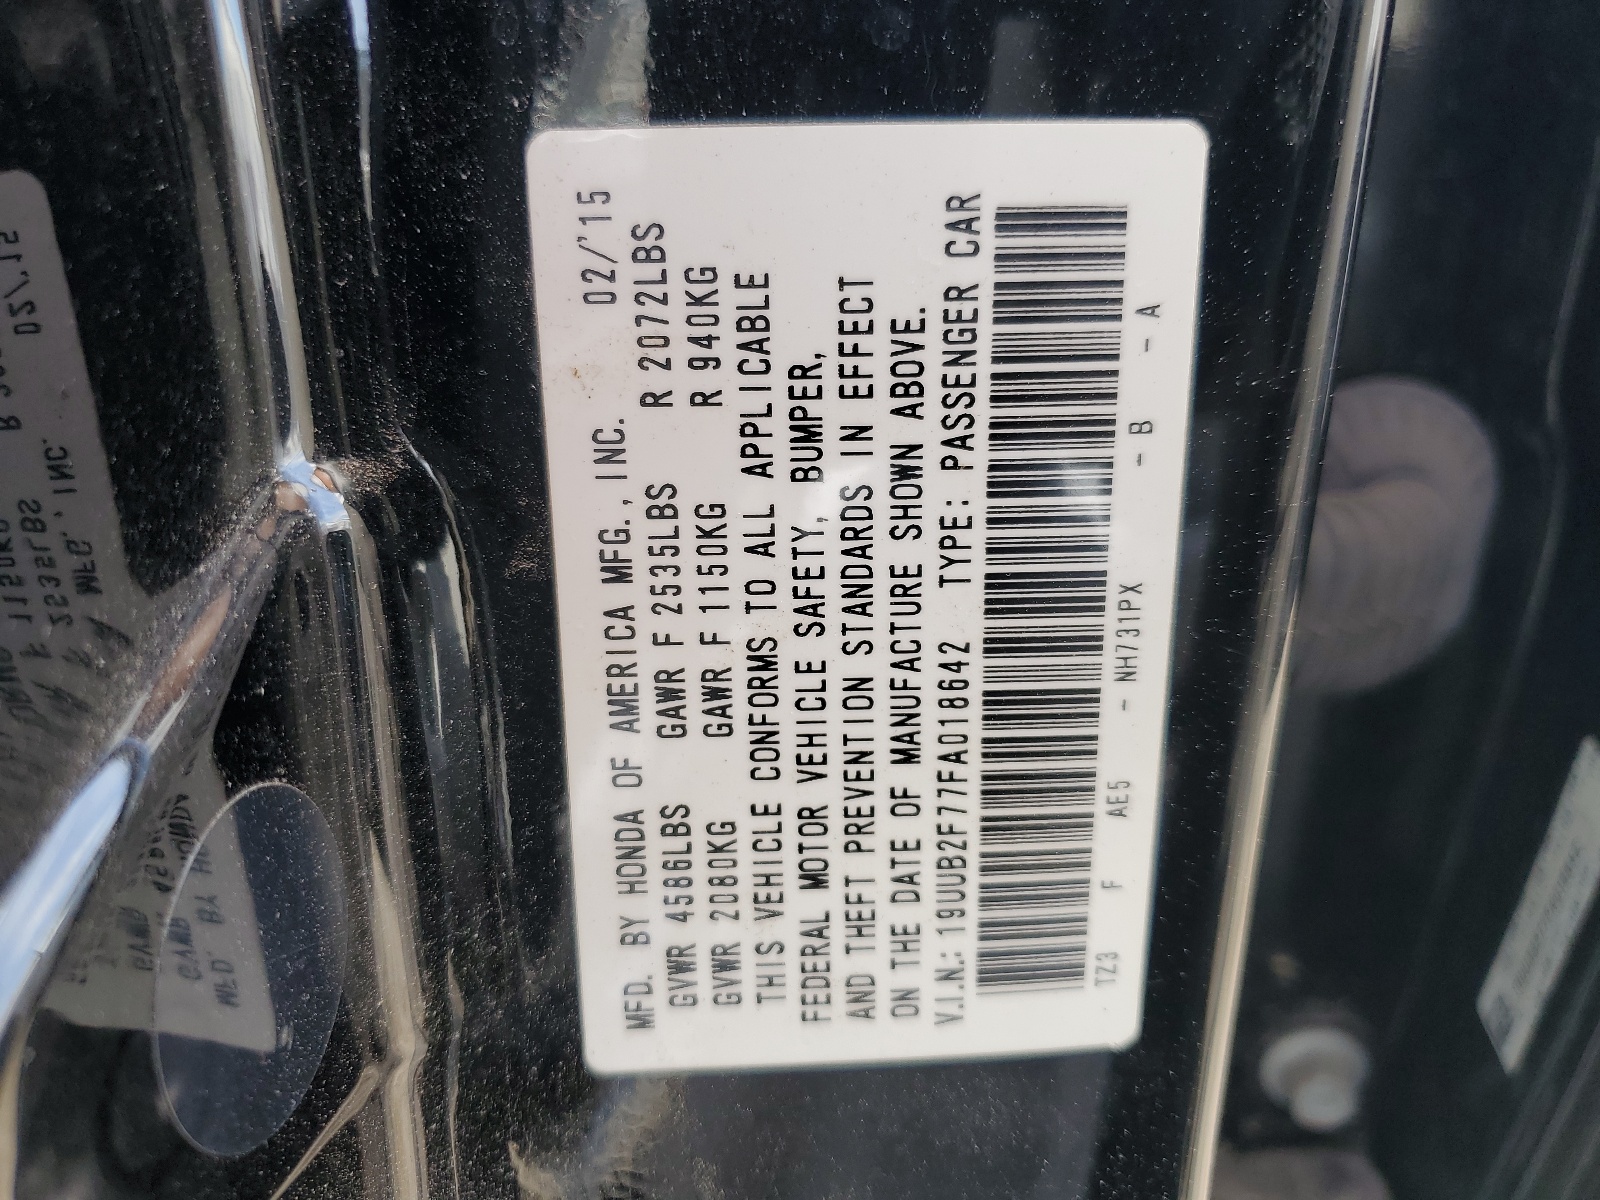 MFD. BY HONDA OF AMERICA MFG., INC. 02/'15
GVWR 4586LBS GAWR F 2535LBS R 2072LBS
GVWR 2080KG GAWR F 1150KG R 940KG
THIS VEHICLE CONFORMS TO ALL APPLICABLE
FEDERAL MOTOR VEHICLE SAFETY, BUMPER,
AND THEFT PREVENTION STANDARDS IN EFFECT
ON THE DATE OF MANUFACTURE SHOWN ABOVE.
V.I.N.: 19UUB2F77FA018642 TYPE: PASSENGER CAR
TZ3 F AE5 - NH731PX - B - A